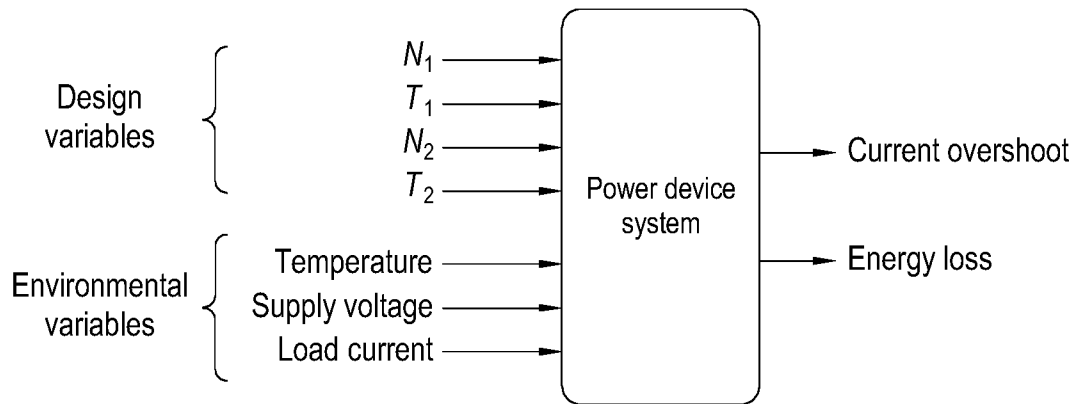 Design
variables
N₁
T₁
N₂
T₂
Environmental
variables
Temperature
Supply voltage
Load current
Power device
system
Current overshoot
Energy loss